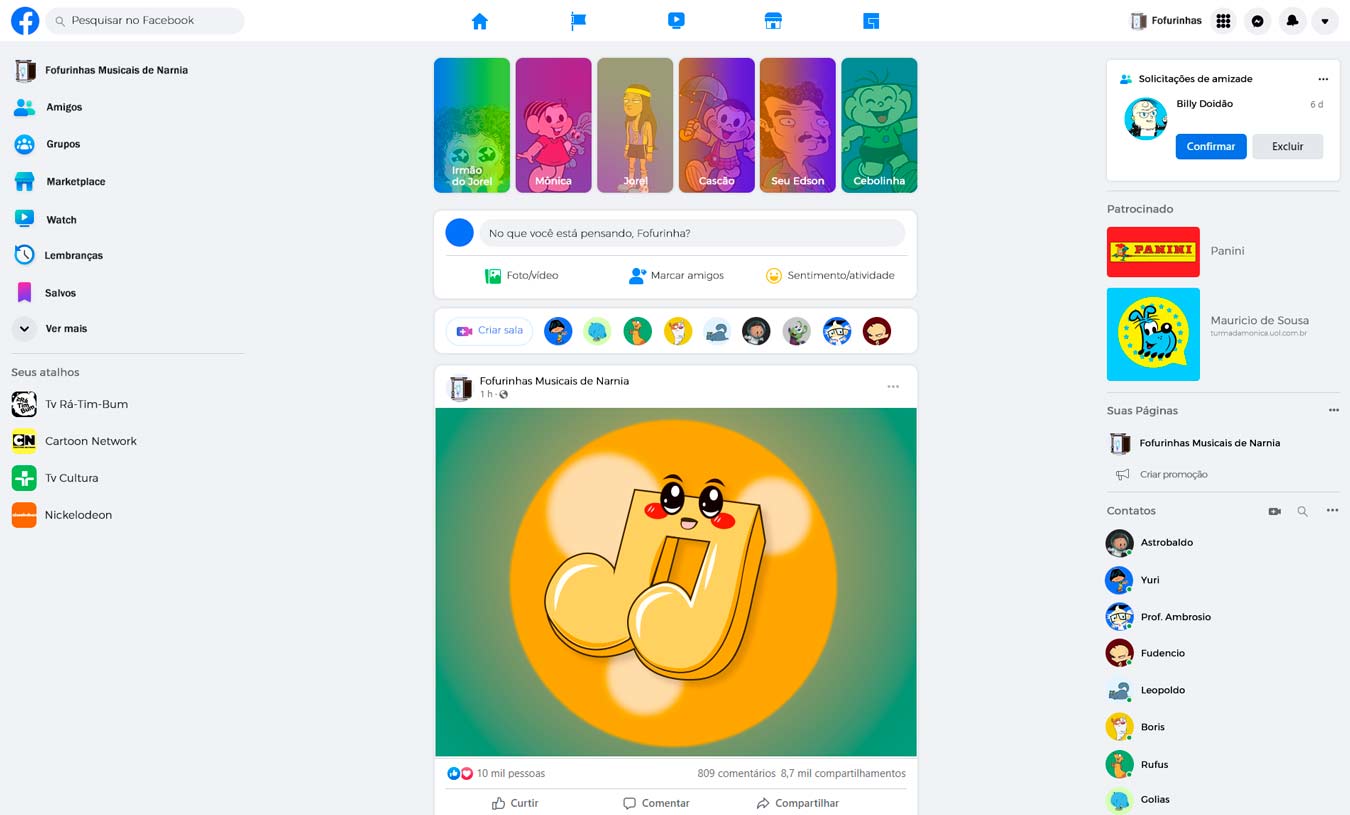 Pesquisar no Facebook
Fofurinhas
Fofurinhas Musicais de Narnia
Amigos
Grupos
Marketplace
Watch
Lembranças
Salvos
Ver mais
Seus atalhos
RÁ
TIM
BUM
Tv Rá-Tim-Bum
CN
Cartoon Network
Tv Cultura
nickelodeon
Nickelodeon
Irmão
do Jorel
Mônica
Jorel
Cascão
Seu Edson
Cebolinha
No que você está pensando, Fofurinha?
Foto/vídeo
Marcar amigos
Sentimento/atividade
Criar sala
Fofurinhas Musicais de Narnia
1 h ·
10 mil pessoas
809 comentários 8,7 mil compartilhamentos
Curtir
Comentar
Compartilhar
Solicitações de amizade
Billy Doidão
6 d
Confirmar
Excluir
Patrocinado
PANINI
Panini
Mauricio de Sousa
turmadamonica.uol.com.br
Suas Páginas
Fofurinhas Musicais de Narnia
Criar promoção
Contatos
Astrobaldo
Yuri
Prof. Ambrosio
Fudencio
Leopoldo
Boris
Rufus
Golias